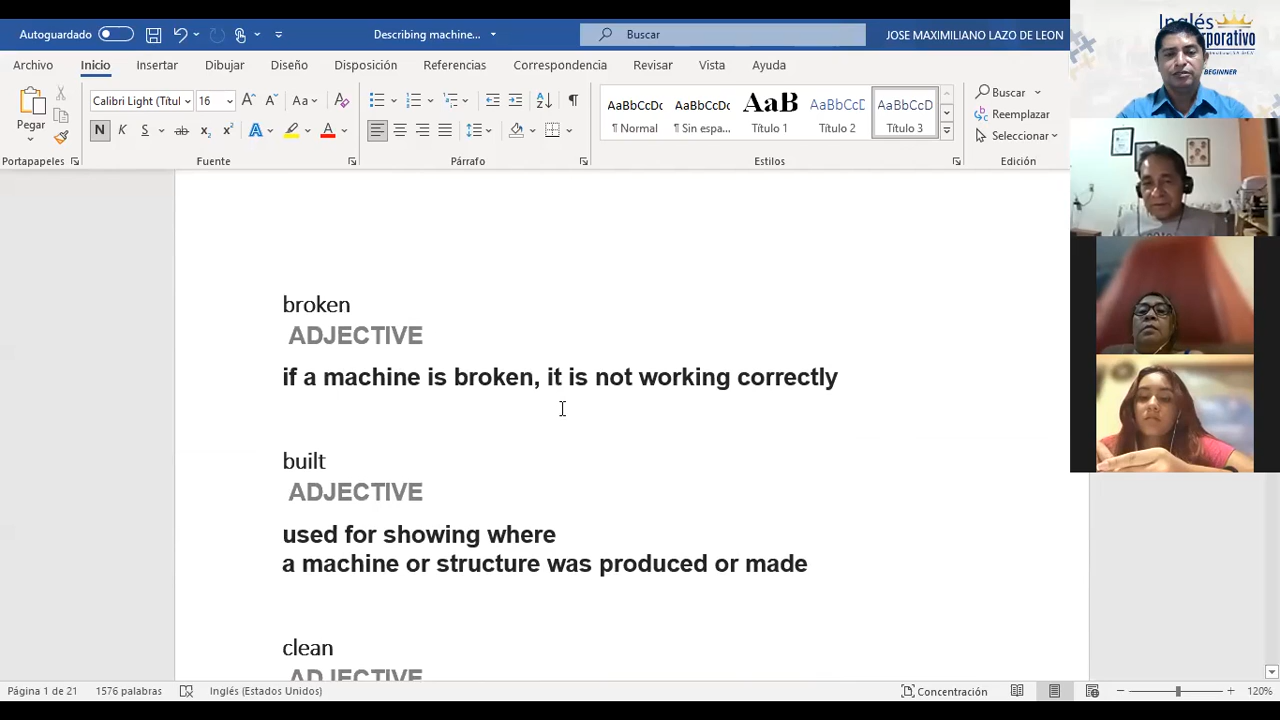 Autoguardado
Describing machine...
Buscar
JOSE MAXIMILIANO LAZO DE LEON
Inglés
BEGINNER
Archivo Inicio Insertar Dibujar Diseño Disposición Referencias Correspondencia Revisar Vista Ayuda
Calibri Light (Títul 16
Pegar
Portapapeles Fuente Párrafo Estilos Edición
AaBbCcDc AaBbCcDc AaB AaBbCcD AaBbCcD
¶ Normal ¶ Sin espa... Título 1 Título 2 Título 3
Buscar
Reemplazar
Seleccionar
broken
ADJECTIVE
if a machine is broken, it is not working correctly
built
ADJECTIVE
used for showing where
a machine or structure was produced or made
clean
ADJECTIVE
Página 1 de 21 1576 palabras Inglés (Estados Unidos) Concentración 120%